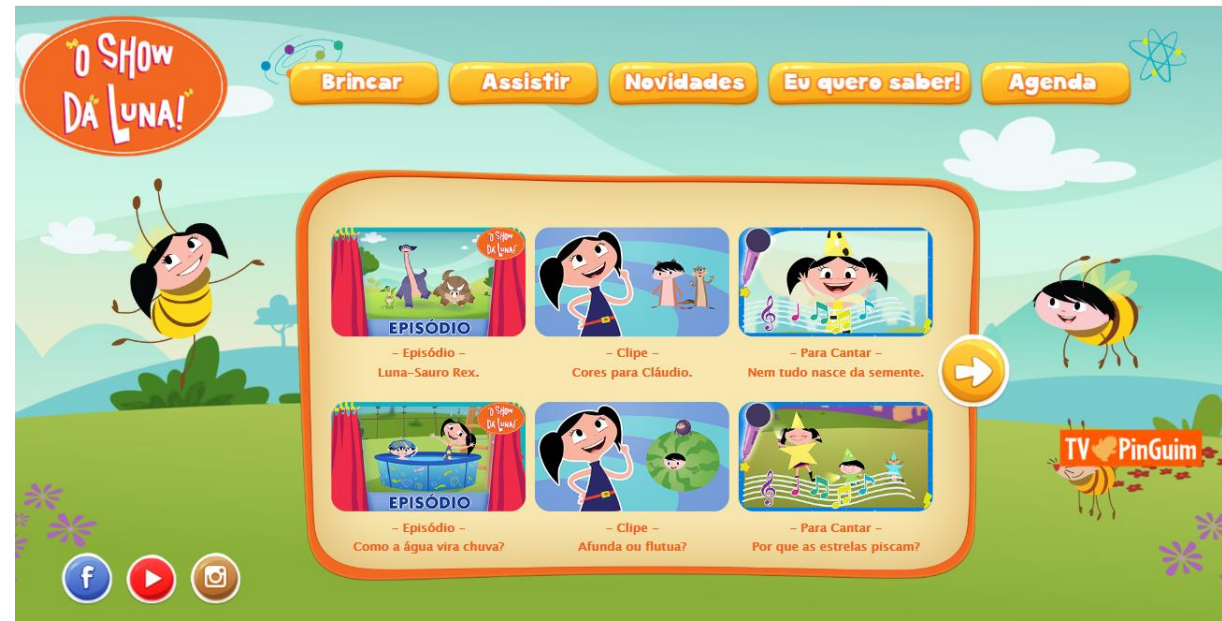 O SHOW
DA LUNA!
Brincar
Assistir
Novidades
Eu quero saber!
Agenda
O SHOW
DA LUNA!
EPISÓDIO
– Episódio –
Luna-Sauro Rex.
– Clipe –
Cores para Cláudio.
– Para Cantar –
Nem tudo nasce da semente.
O SHOW
DA LUNA!
EPISÓDIO
– Episódio –
Como a água vira chuva?
– Clipe –
Afunda ou flutua?
– Para Cantar –
Por que as estrelas piscam?
TV PinGuim
f